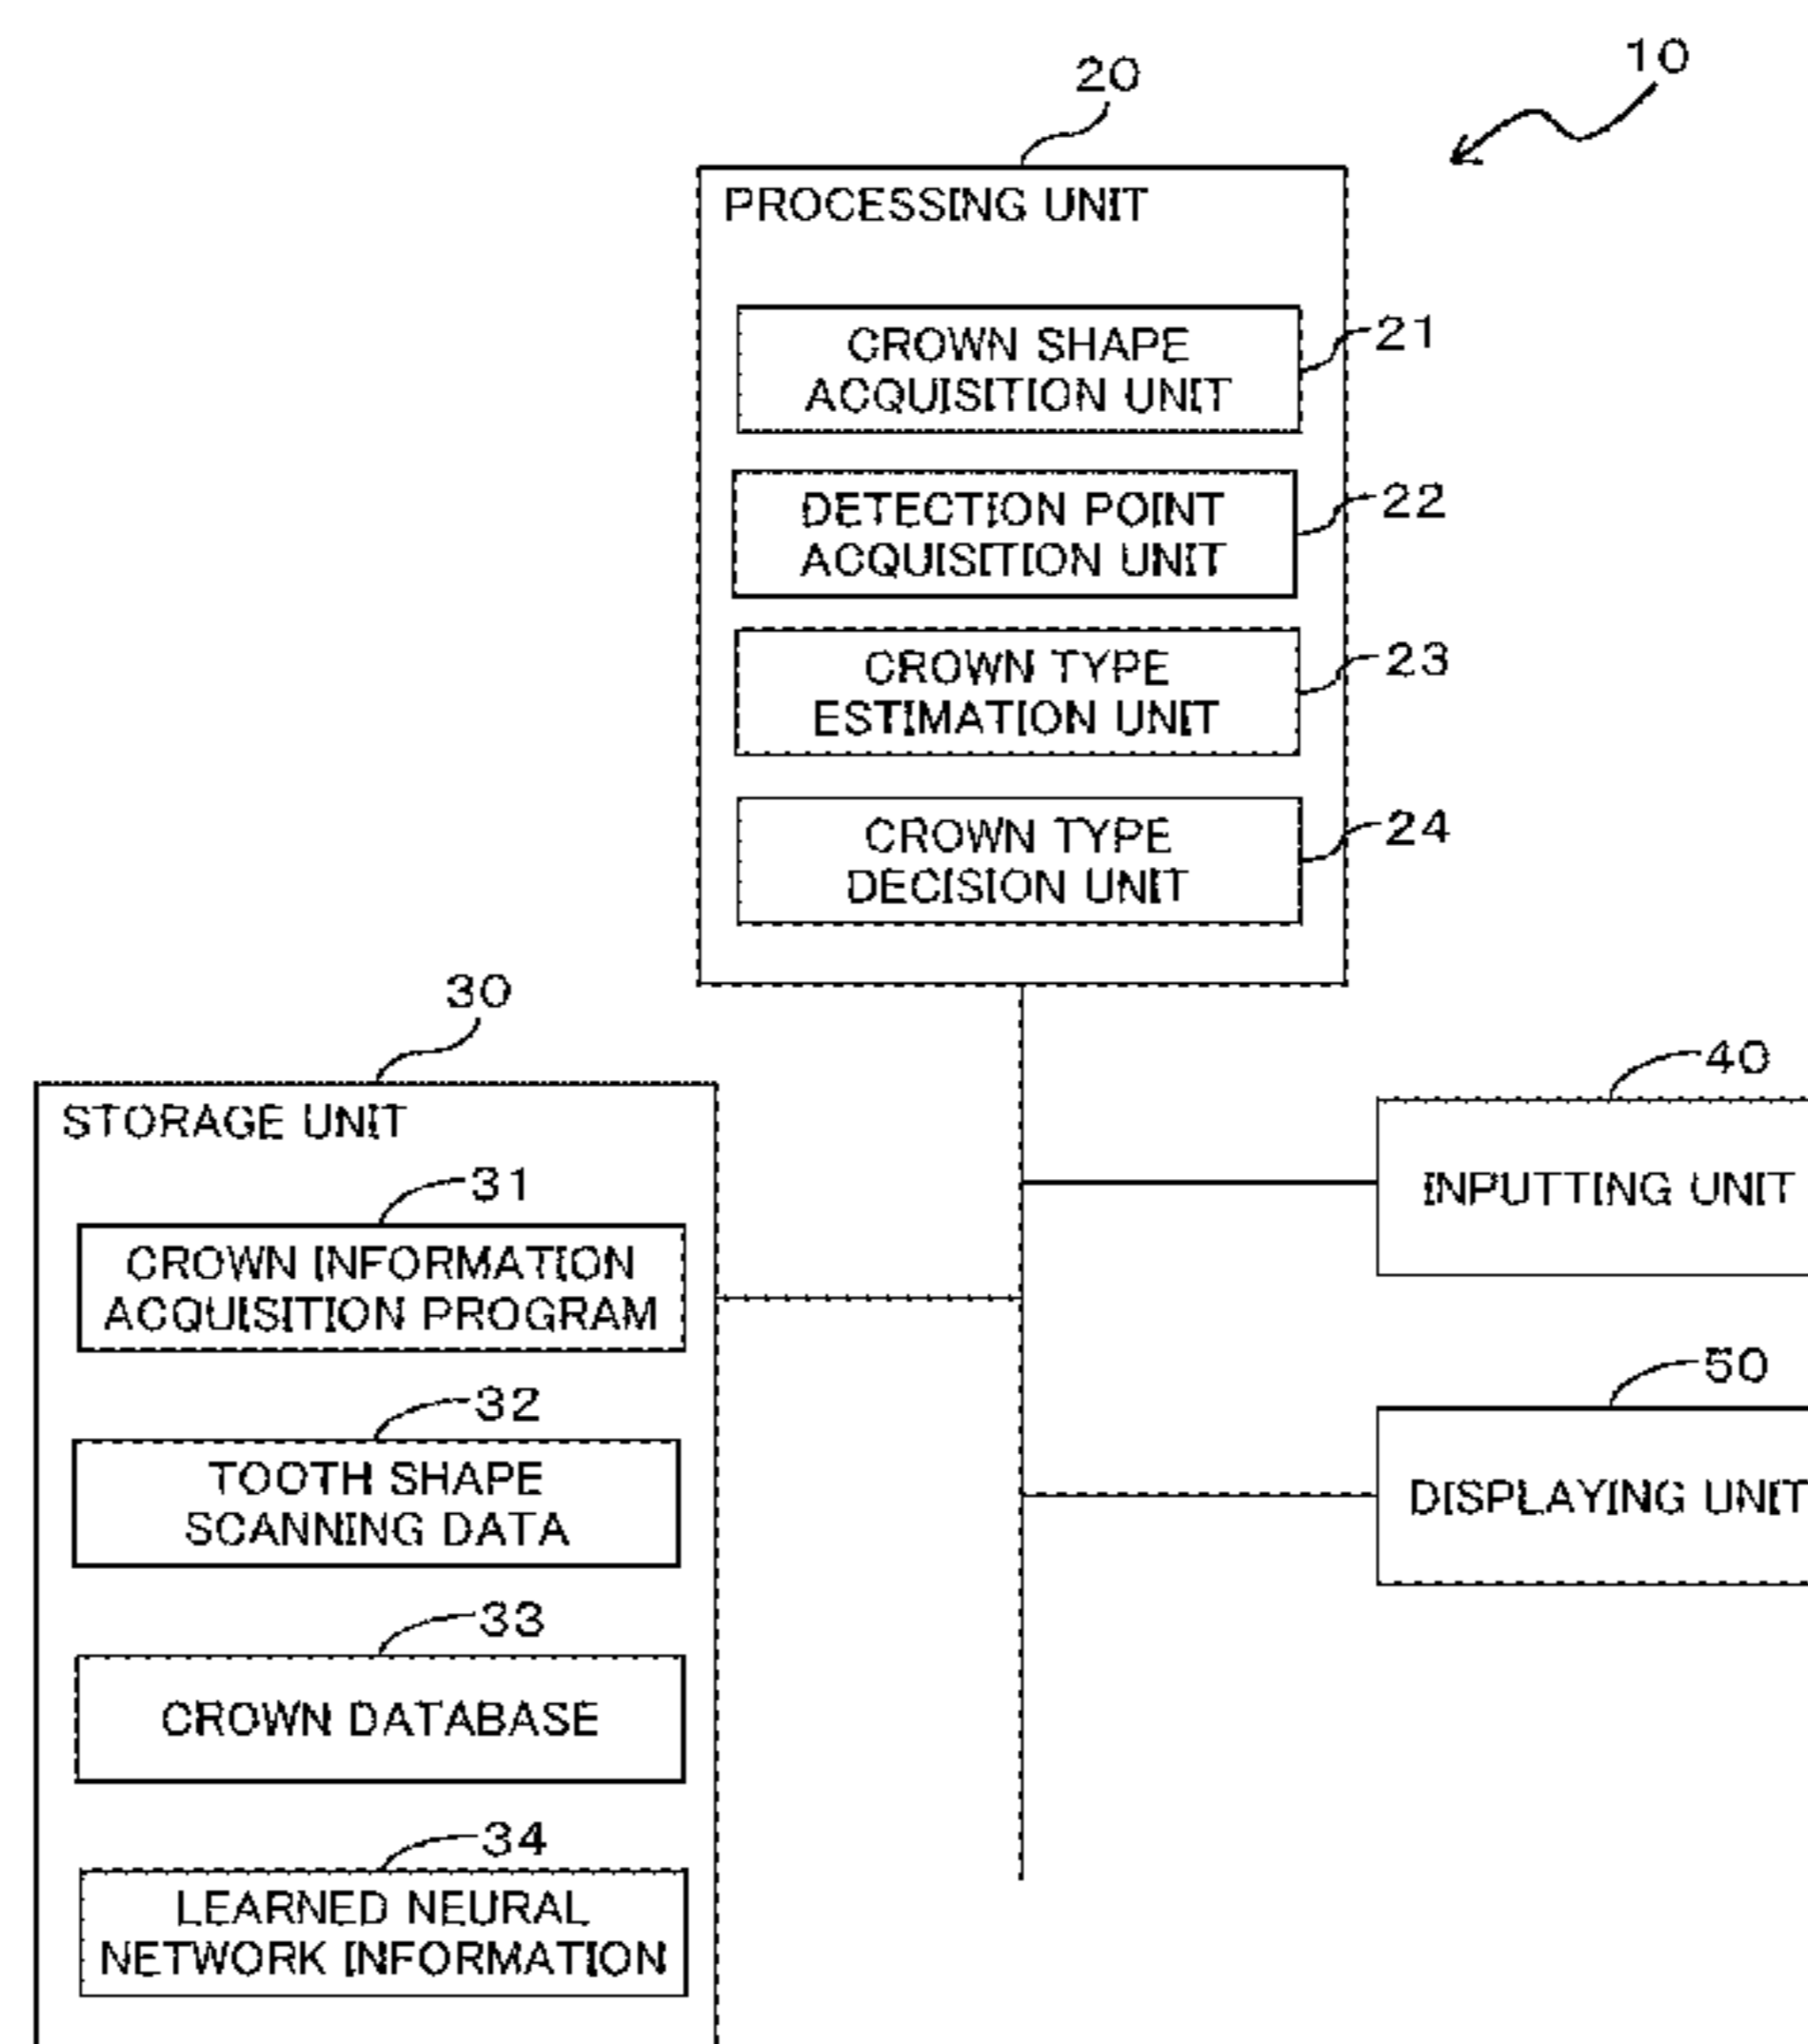 10
20
PROCESSING UNIT
CROWN SHAPE
ACQUISITION UNIT
21
DETECTION POINT
ACQUISITION UNIT
22
CROWN TYPE
ESTIMATION UNIT
23
CROWN TYPE
DECISION UNIT
24
30
STORAGE UNIT
31
CROWN INFORMATION
ACQUISITION PROGRAM
32
TOOTH SHAPE
SCANNING DATA
33
CROWN DATABASE
34
LEARNED NEURAL
NETWORK INFORMATION
40
INPUTTING UNIT
50
DISPLAYING UNIT